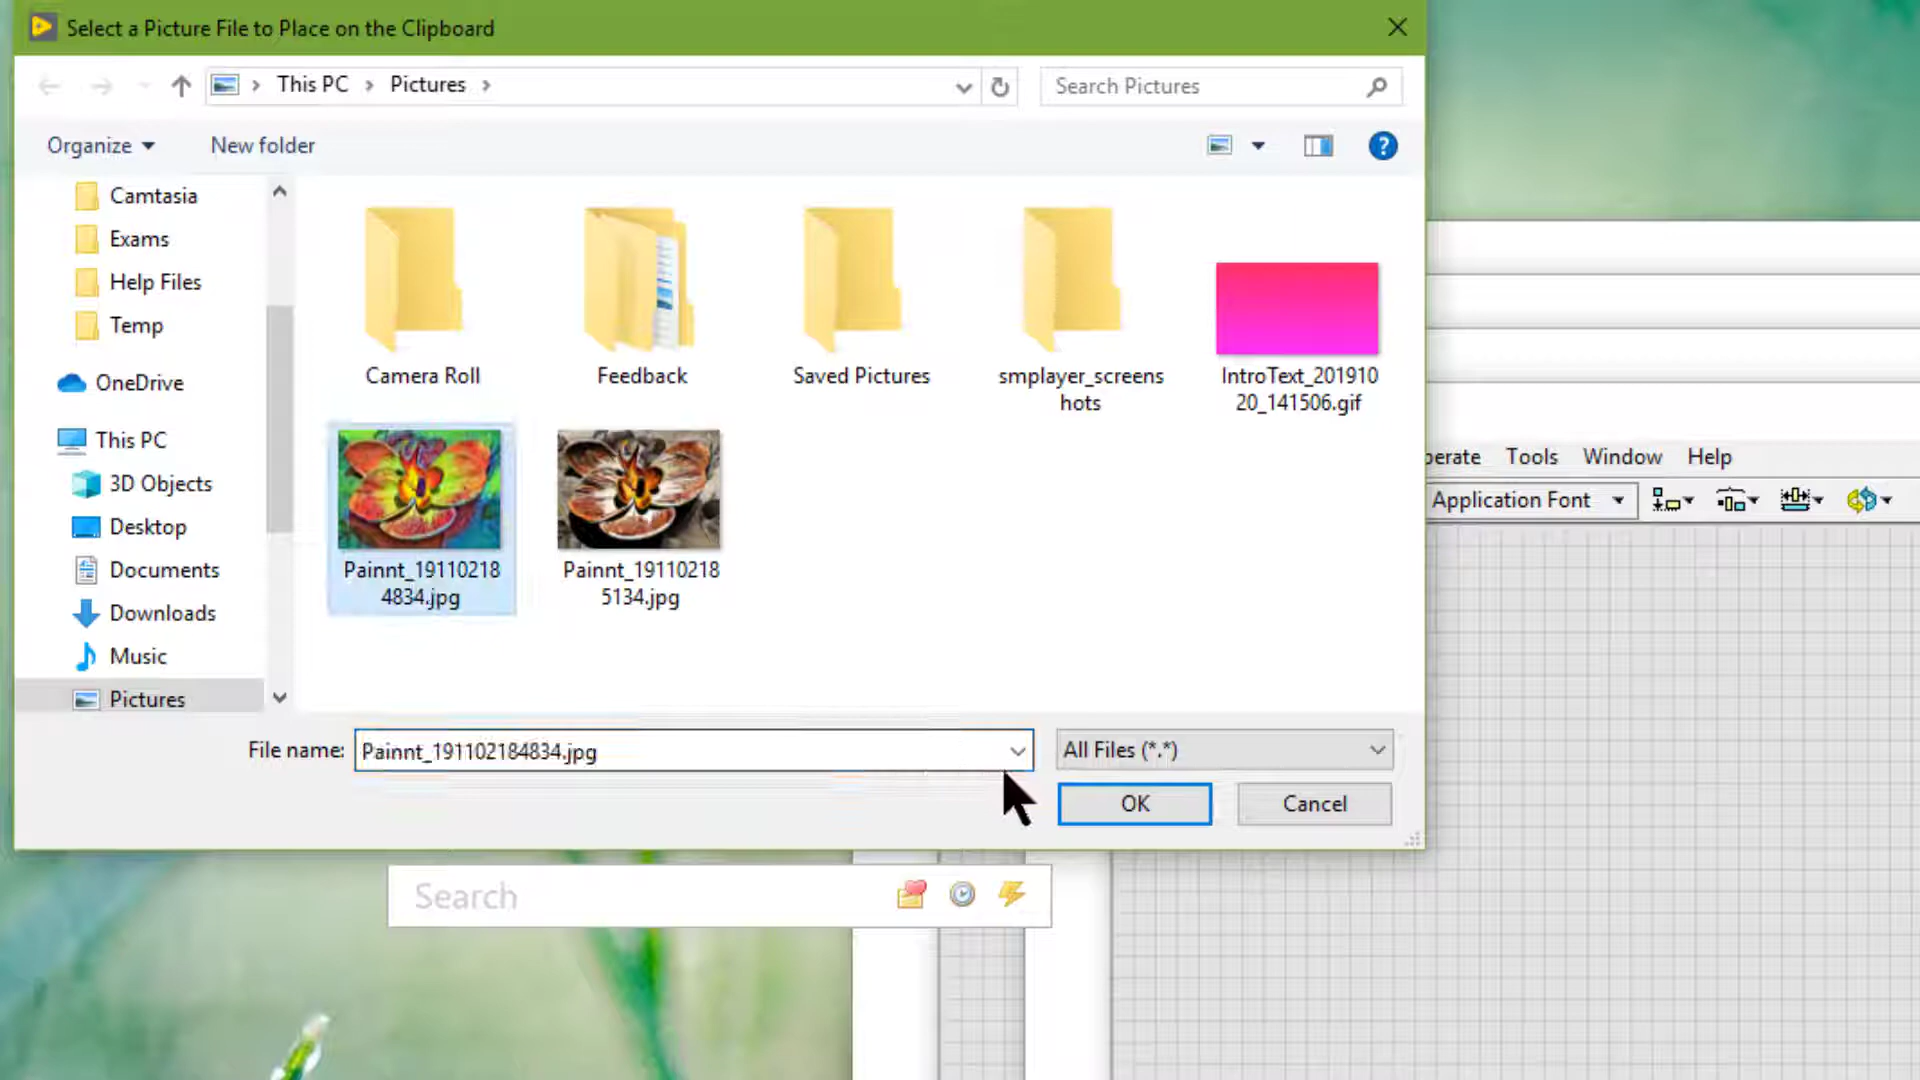 Select a Picture File to Place on the Clipboard
This PC
Pictures
Search Pictures
Organize
New folder
?
Camtasia
Exams
Help Files
Temp
OneDrive
This PC
3D Objects
Desktop
Documents
Downloads
Music
Pictures
Camera Roll
Feedback
Saved Pictures
smplayer_screens
hots
IntroText_201910
20_141506.gif
Painnt_19110218
4834.jpg
Painnt_19110218
5134.jpg
File name:
Painnt_191102184834.jpg
All Files (*.*)
OK
Cancel
perate Tools Window Help
Application Font
Search